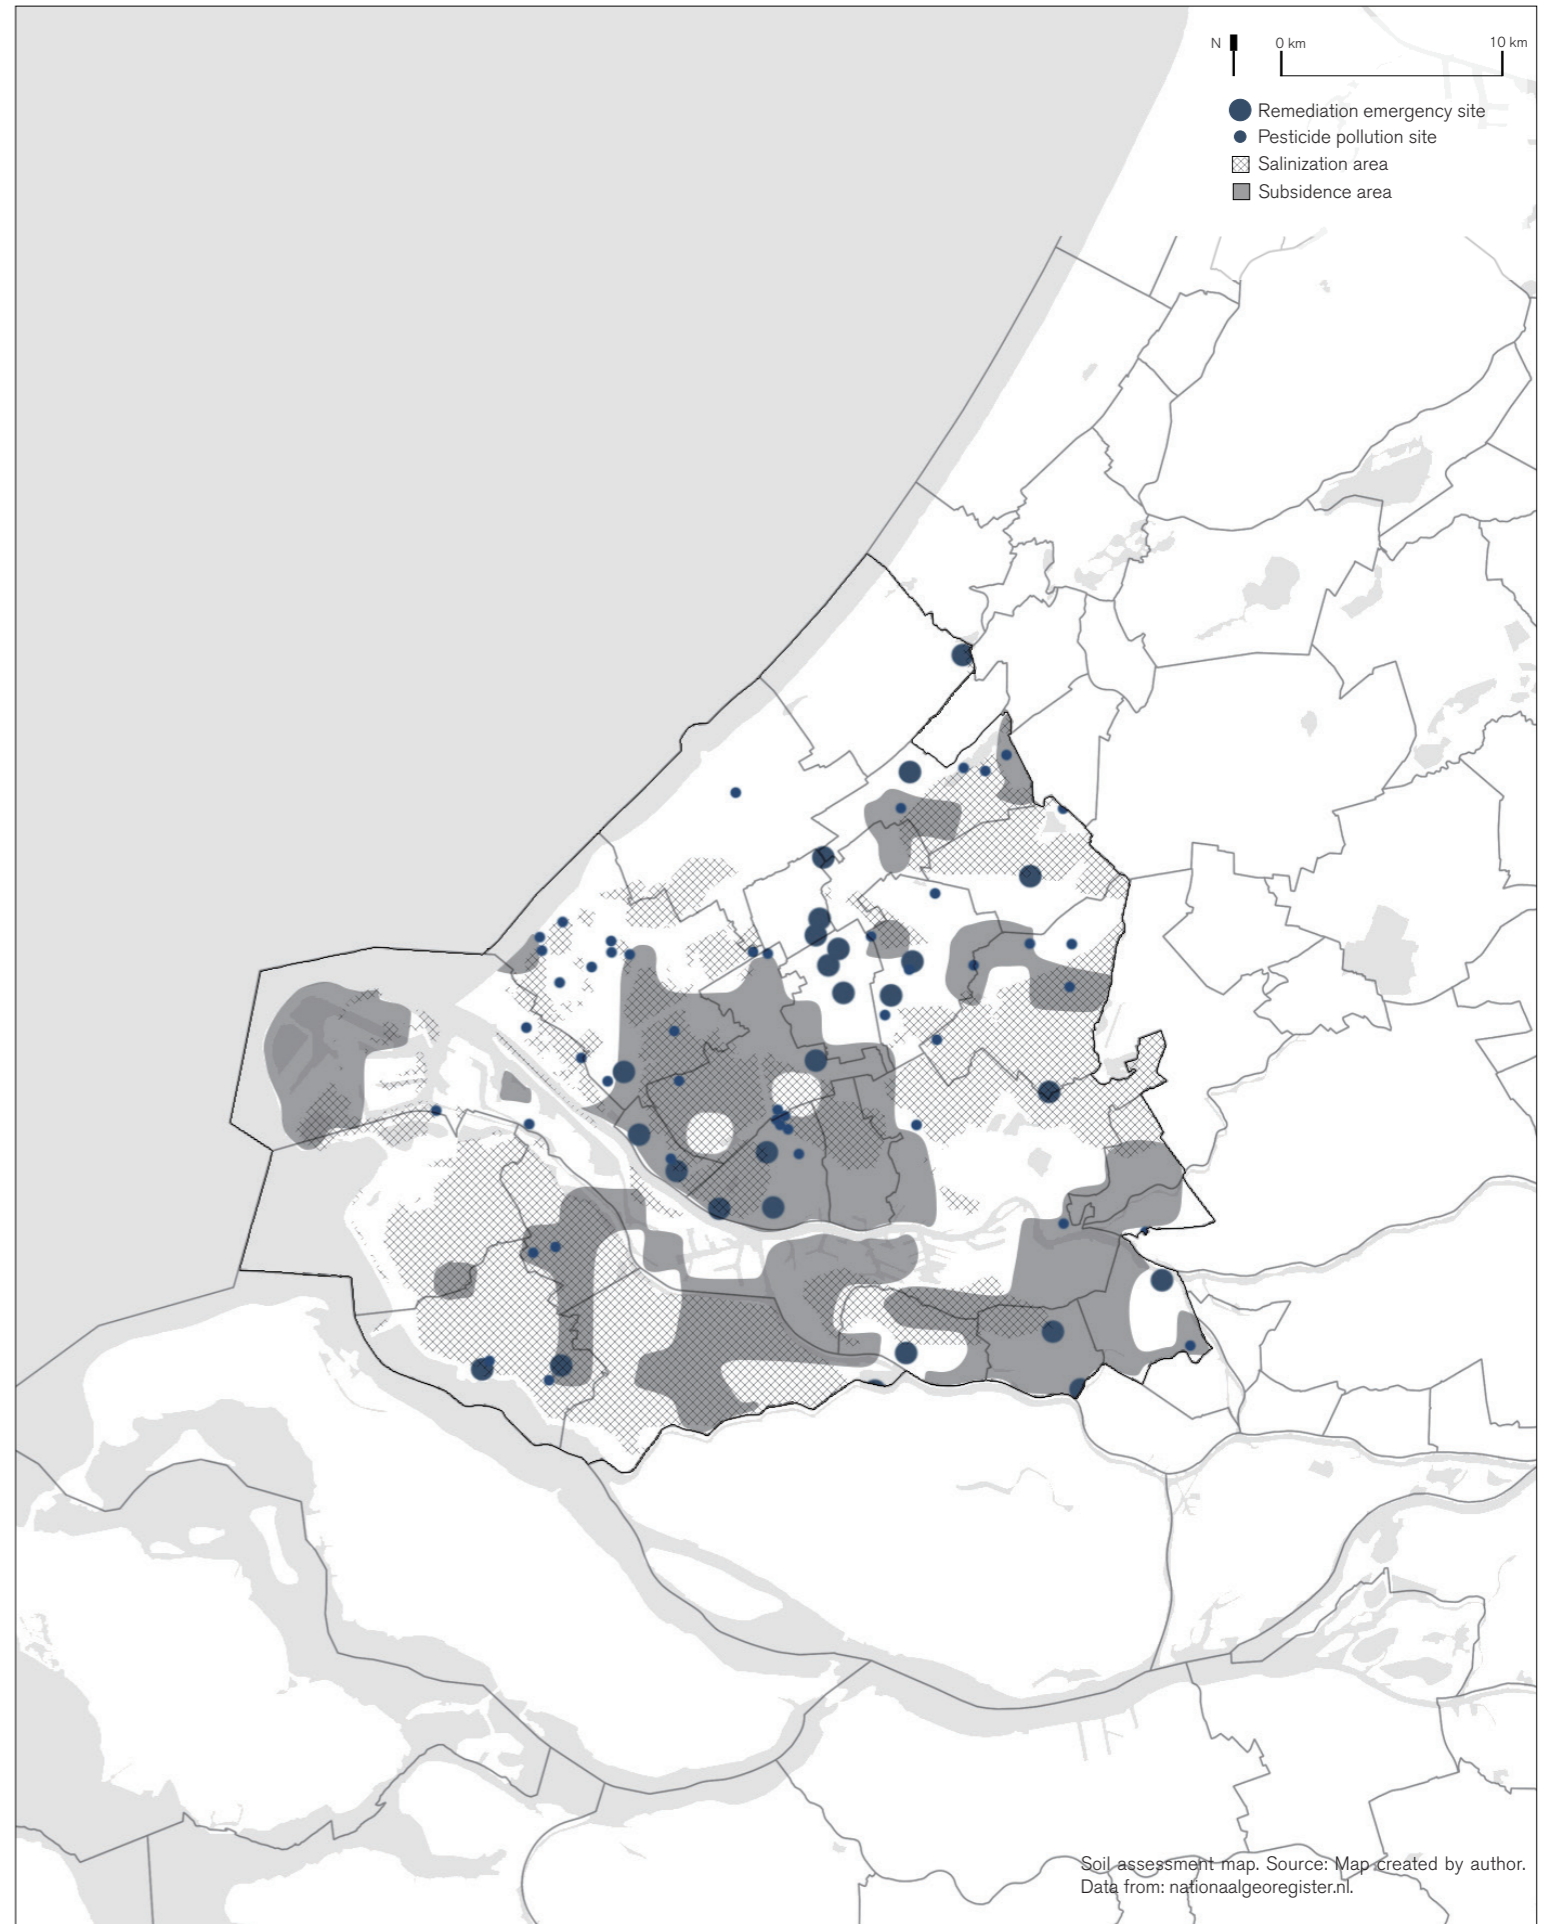 N 0 km 10 km
Remediation emergency site
Pesticide pollution site
Salinization area
Subsidence area
Soil assessment map. Source: Map created by author.
Data from: nationaalgeoregister.nl.